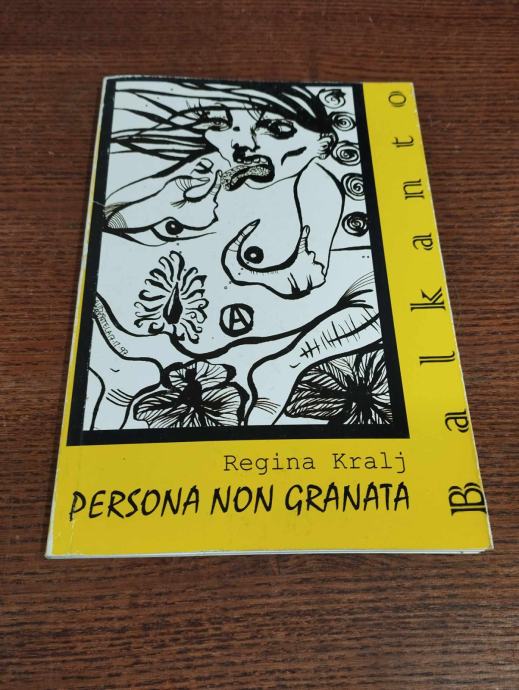 Regina Kralj
PERSONA NON GRANATA
Balkanto